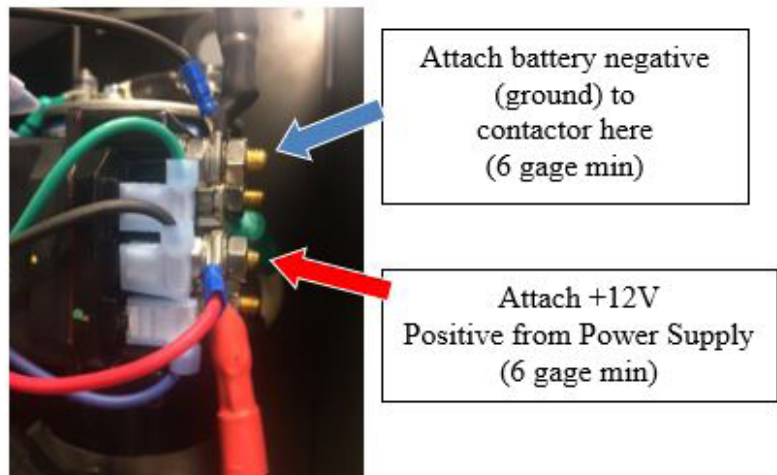 Attach battery negative
(ground) to
contactor here
(6 gage min)
Attach +12V
Positive from Power Supply
(6 gage min)